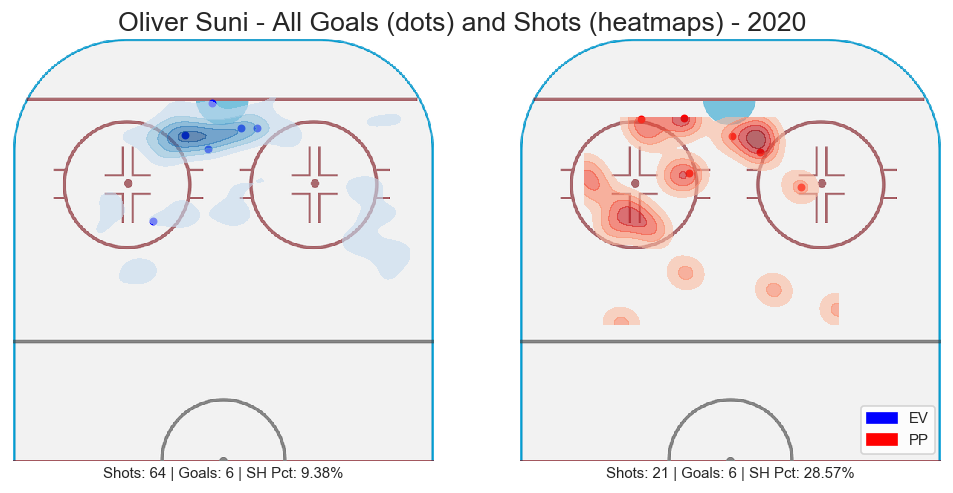 Oliver Suni - All Goals (dots) and Shots (heatmaps) - 2020
EV
PP
Shots: 64 | Goals: 6 | SH Pct: 9.38%
Shots: 21 | Goals: 6 | SH Pct: 28.57%